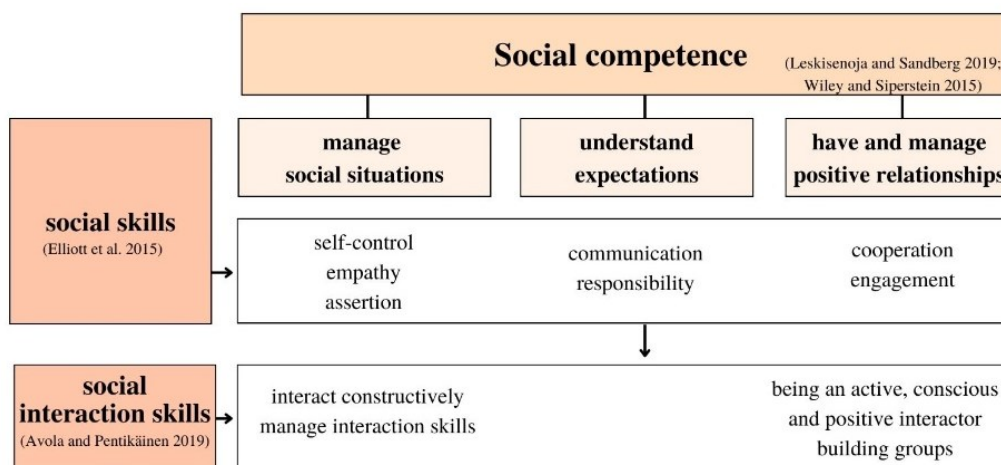 Social competence
(Leskisenoja and Sandberg 2019;
Wiley and Siperstein 2015)
manage
social situations
understand
expectations
have and manage
positive relationships
social skills
(Elliott et al. 2015)
self-control
empathy
assertion
communication
responsibility
cooperation
engagement
social
interaction skills
(Avola and Pentikäinen 2019)
interact constructively
manage interaction skills
being an active, conscious
and positive interactor
building groups